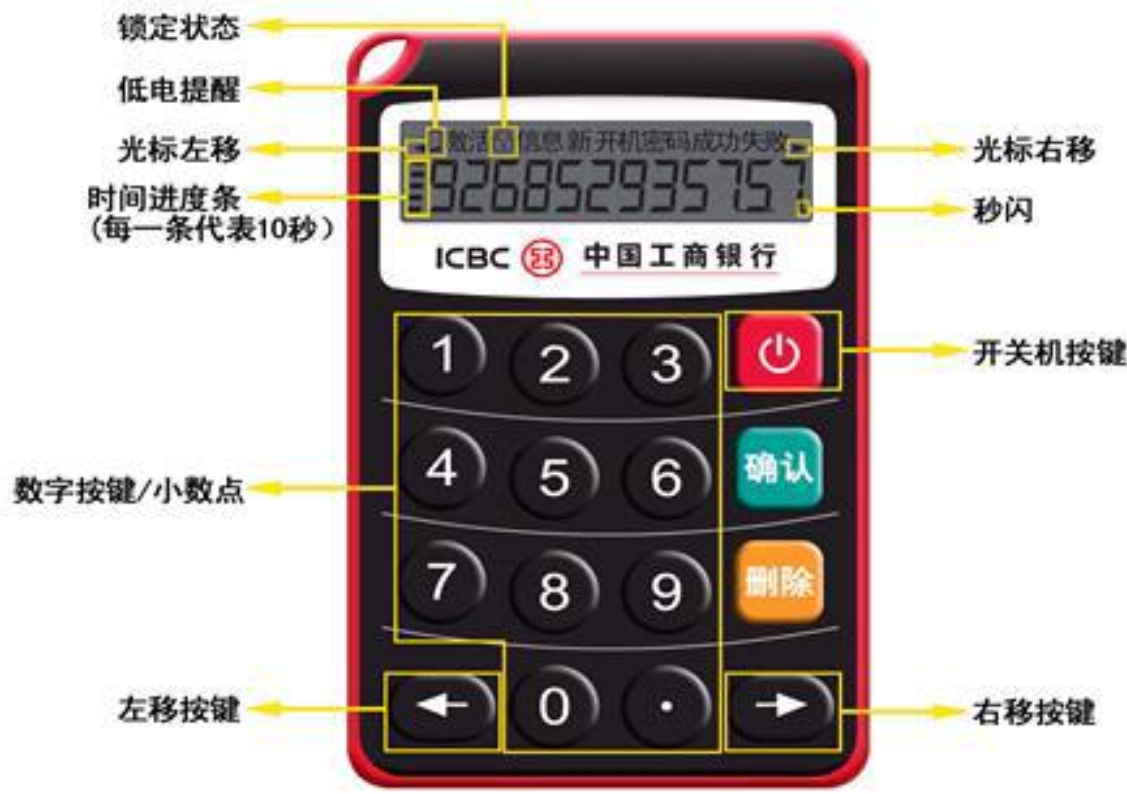 锁定状态
低电提醒
光标左移
时间进度条
(每一条代表10秒)
激活 信息 新开机密码成功失败
926852935757
光标右移
秒闪
ICBC 中国工商银行
1 2 3
开关机按键
4 5 6 确认
数字按键/小数点
7 8 9 删除
左移按键
← 0 · →
右移按键